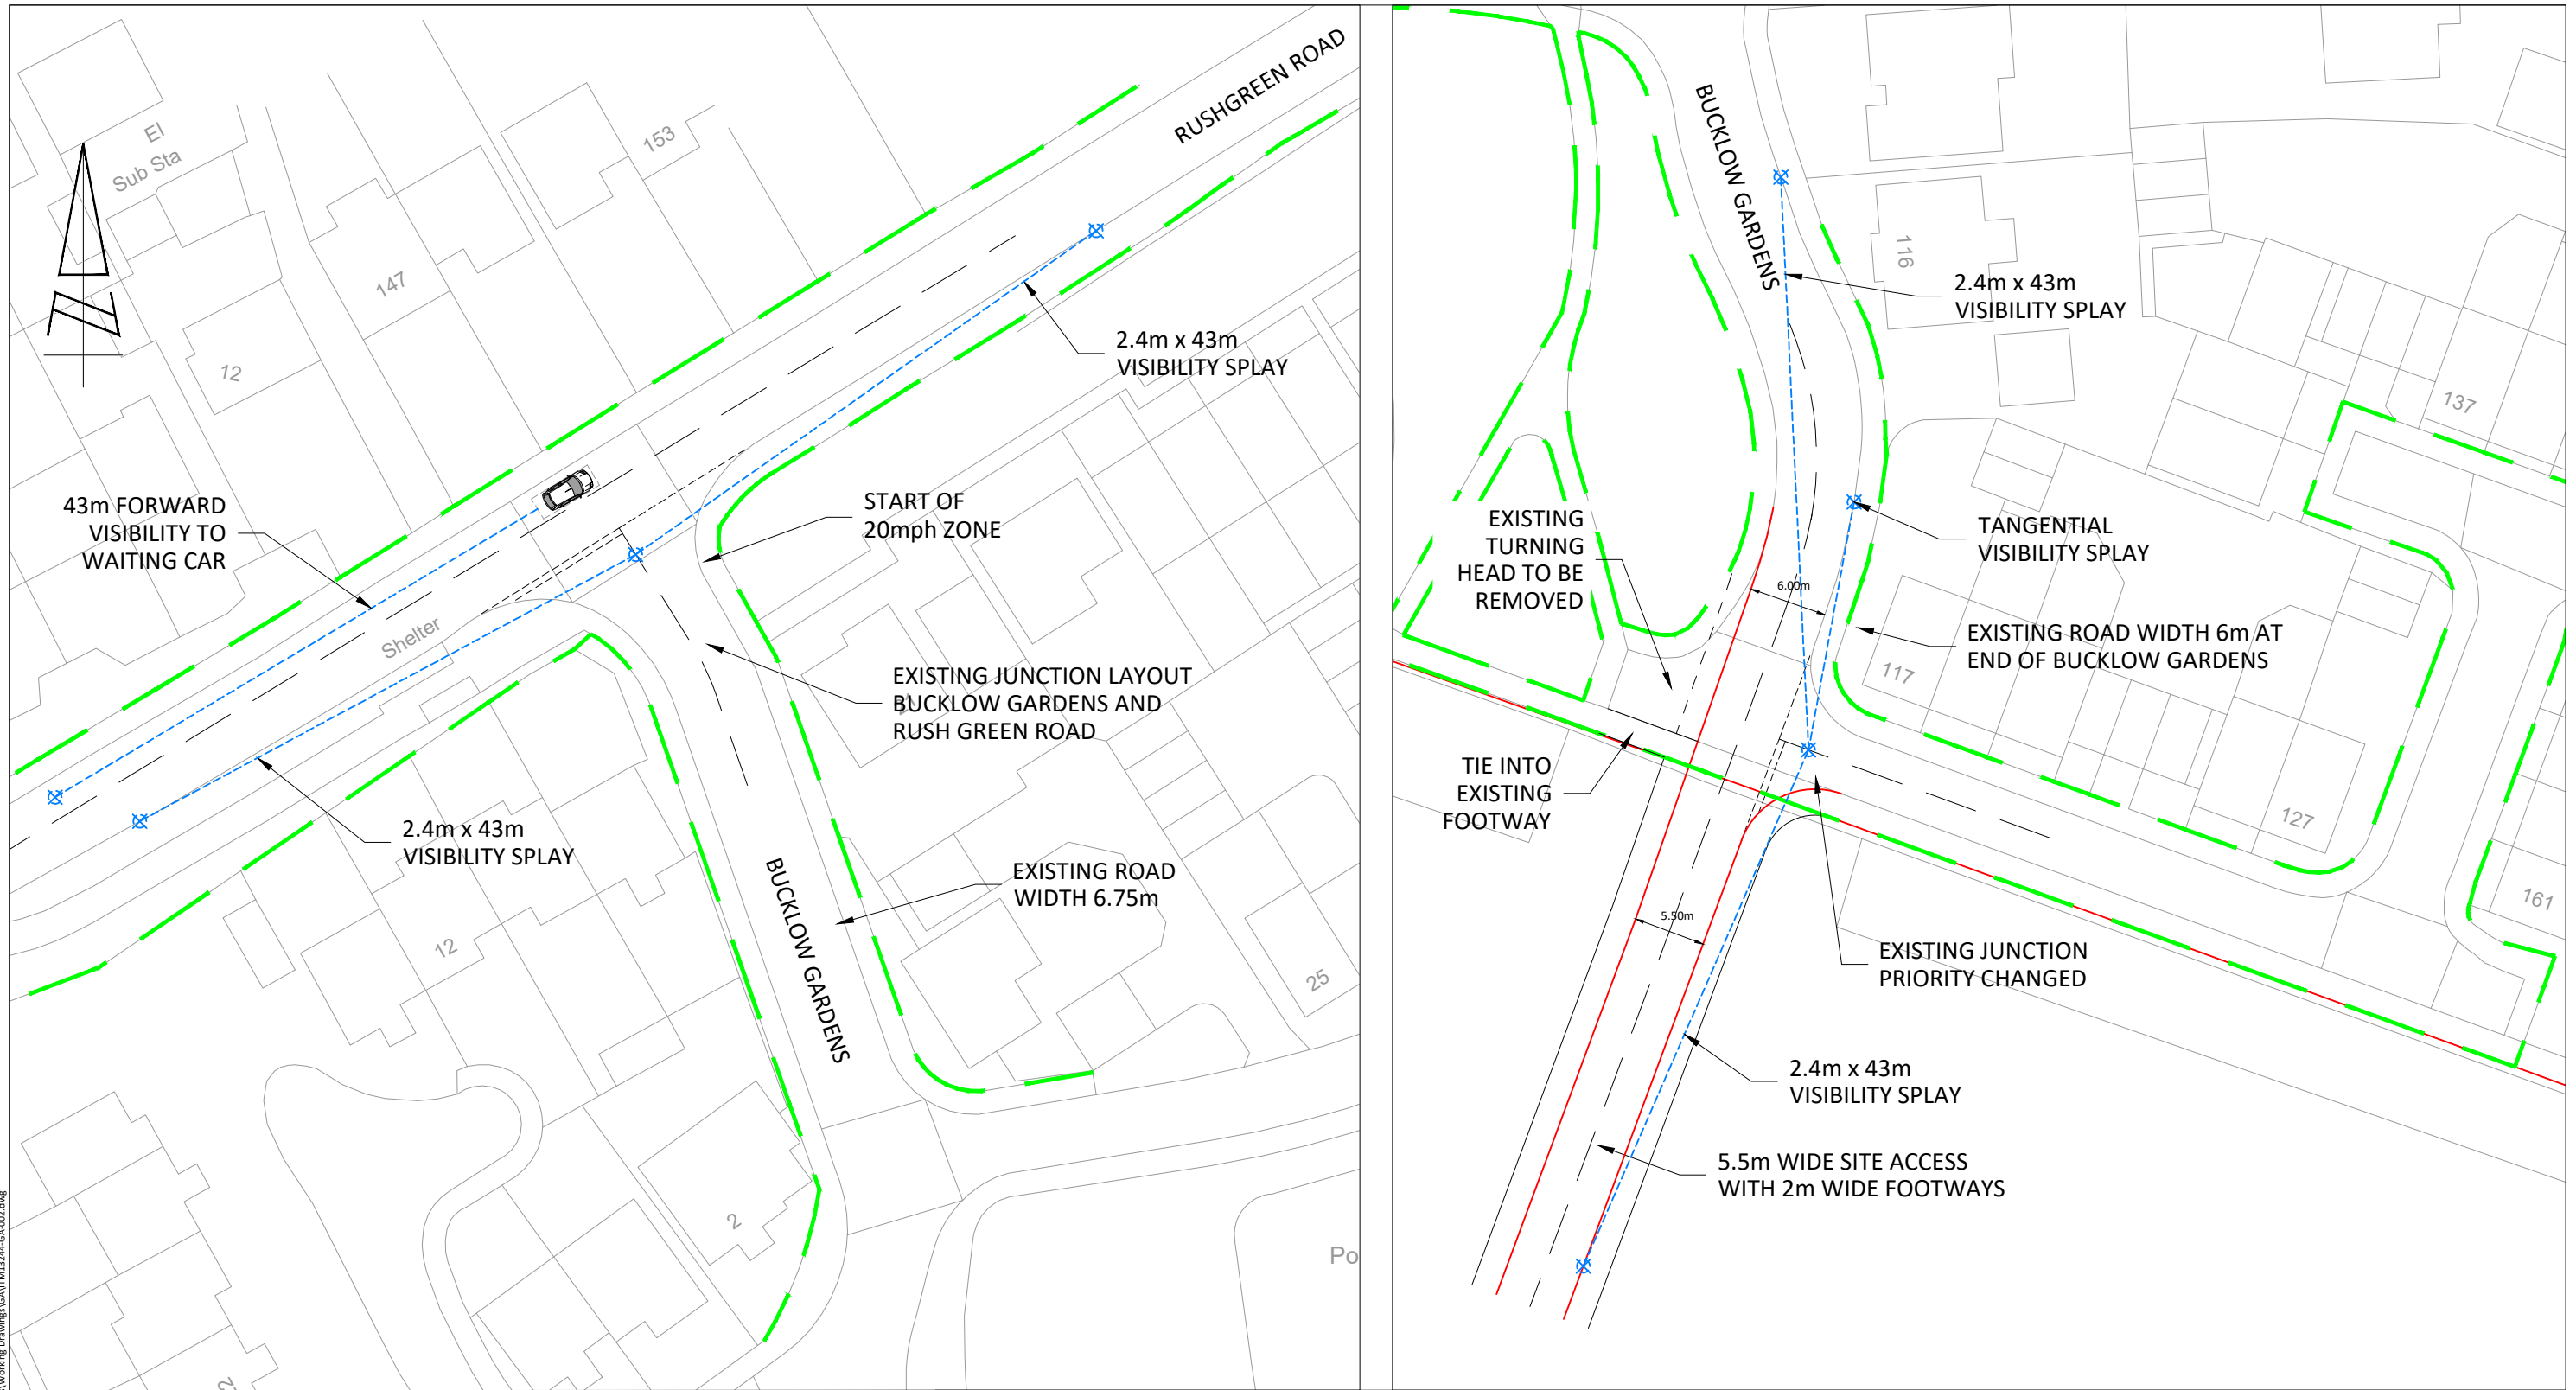 RUSHGREEN ROAD
El
Sub Sta
153
147
12
2.4m x 43m
VISIBILITY SPLAY
43m FORWARD
VISIBILITY TO
WAITING CAR
START OF
20mph ZONE
Shelter
EXISTING JUNCTION LAYOUT
BUCKLOW GARDENS AND
RUSH GREEN ROAD
2.4m x 43m
VISIBILITY SPLAY
EXISTING ROAD
WIDTH 6.75m
BUCKLOW GARDENS
12
25
2
Po
BUCKLOW GARDENS
116
2.4m x 43m
VISIBILITY SPLAY
137
EXISTING
TURNING
HEAD TO BE
REMOVED
TANGENTIAL
VISIBILITY SPLAY
6.00m
EXISTING ROAD WIDTH 6m AT
END OF BUCKLOW GARDENS
117
TIE INTO
EXISTING
FOOTWAY
127
161
5.50m
EXISTING JUNCTION
PRIORITY CHANGED
2.4m x 43m
VISIBILITY SPLAY
5.5m WIDE SITE ACCESS
WITH 2m WIDE FOOTWAYS